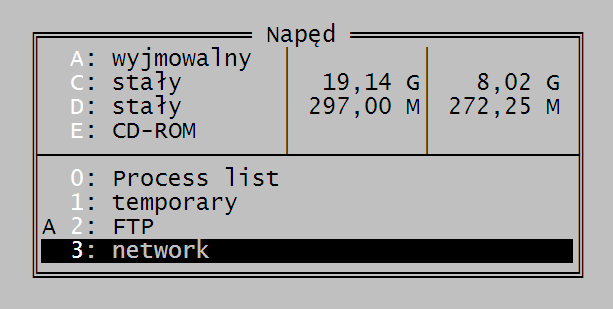 Napęd
A: wyjmowalny
C: stały 19,14 G 8,02 G
D: stały 297,00 M 272,25 M
E: CD-ROM
0: Process list
1: temporary
A 2: FTP
3: network